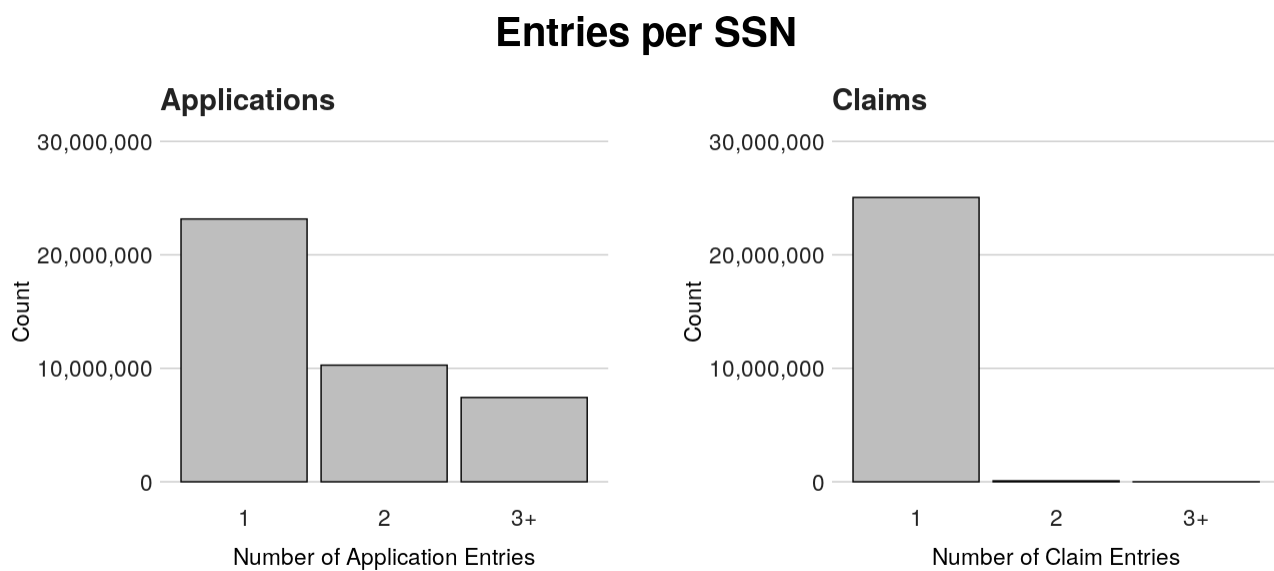 Entries per SSN
Applications
30,000,000
20,000,000
10,000,000
0
Count
1 2 3+
Number of Application Entries
Claims
30,000,000
20,000,000
10,000,000
0
Count
1 2 3+
Number of Claim Entries